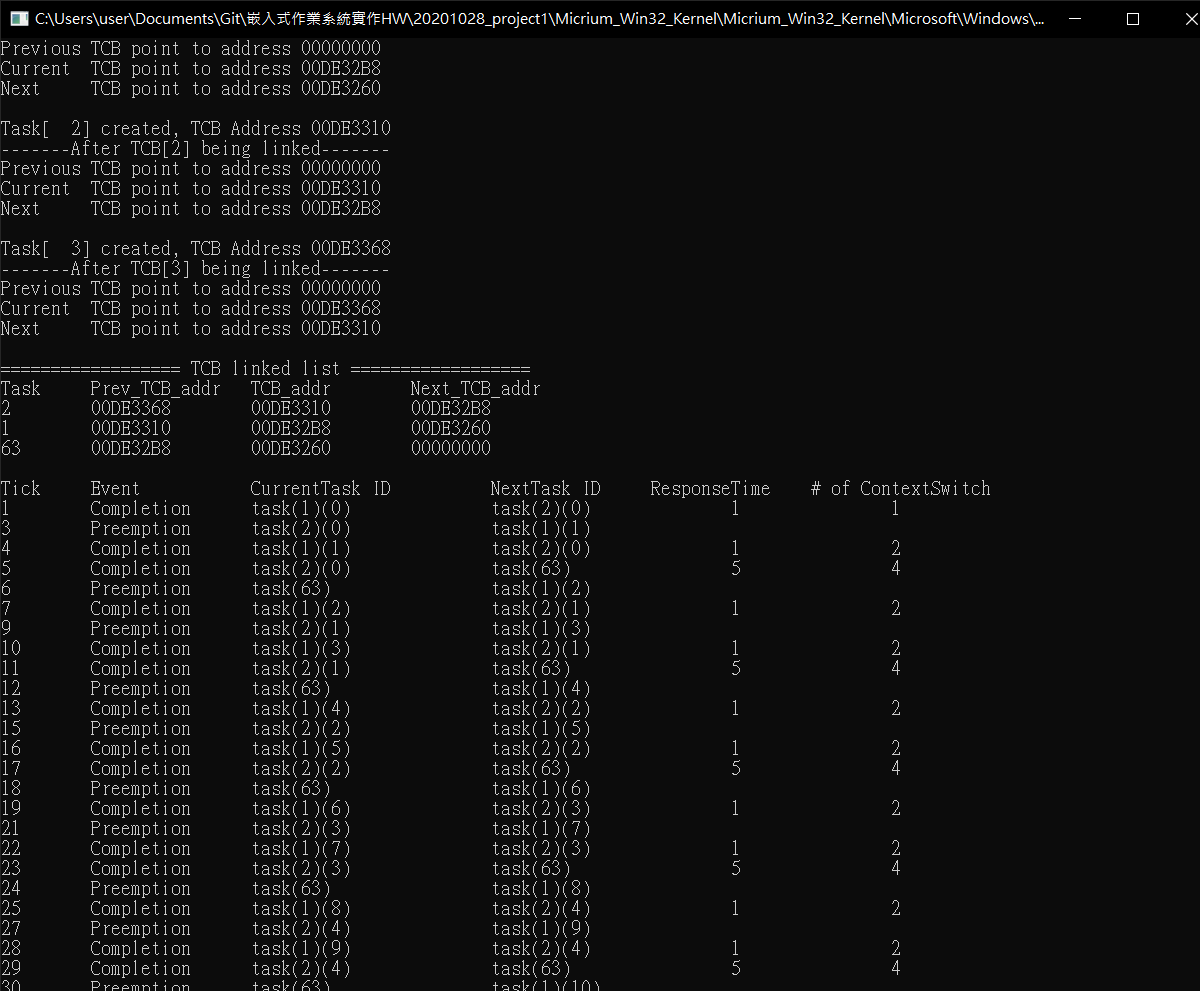 C:\Users\user\Documents\Git\嵌入式作業系統實作HW\20201028_project1\Micrium_Win32_Kernel\Micrium_Win32_Kernel\Microsoft\Windows\...
Previous TCB point to address 00000000
Current  TCB point to address 00DE32B8
Next     TCB point to address 00DE3260
Task[  2] created, TCB Address 00DE3310
-------After TCB[2] being linked-------
Previous TCB point to address 00000000
Current  TCB point to address 00DE3310
Next     TCB point to address 00DE32B8
Task[  3] created, TCB Address 00DE3368
-------After TCB[3] being linked-------
Previous TCB point to address 00000000
Current  TCB point to address 00DE3368
Next     TCB point to address 00DE3310
================== TCB linked list ==================
Task     Prev_TCB_addr   TCB_addr        Next_TCB_addr
2        00DE3368        00DE3310        00DE32B8
1        00DE3310        00DE32B8        00DE3260
63       00DE32B8        00DE3260        00000000
Tick     Event           CurrentTask ID          NextTask ID     ResponseTime    # of ContextSwitch
1        Completion      task(1)(0)              task(2)(0)              1               1
3        Preemption      task(2)(0)              task(1)(1)
4        Completion      task(1)(1)              task(2)(0)              1               2
5        Completion      task(2)(0)              task(63)                5               4
6        Preemption      task(63)                task(1)(2)
7        Completion      task(1)(2)              task(2)(1)              1               2
9        Preemption      task(2)(1)              task(1)(3)
10       Completion      task(1)(3)              task(2)(1)              1               2
11       Completion      task(2)(1)              task(63)                5               4
12       Preemption      task(63)                task(1)(4)
13       Completion      task(1)(4)              task(2)(2)              1               2
15       Preemption      task(2)(2)              task(1)(5)
16       Completion      task(1)(5)              task(2)(2)              1               2
17       Completion      task(2)(2)              task(63)                5               4
18       Preemption      task(63)                task(1)(6)
19       Completion      task(1)(6)              task(2)(3)              1               2
21       Preemption      task(2)(3)              task(1)(7)
22       Completion      task(1)(7)              task(2)(3)              1               2
23       Completion      task(2)(3)              task(63)                5               4
24       Preemption      task(63)                task(1)(8)
25       Completion      task(1)(8)              task(2)(4)              1               2
27       Preemption      task(2)(4)              task(1)(9)
28       Completion      task(1)(9)              task(2)(4)              1               2
29       Completion      task(2)(4)              task(63)                5               4
30       Preemption      task(63)                task(1)(10)